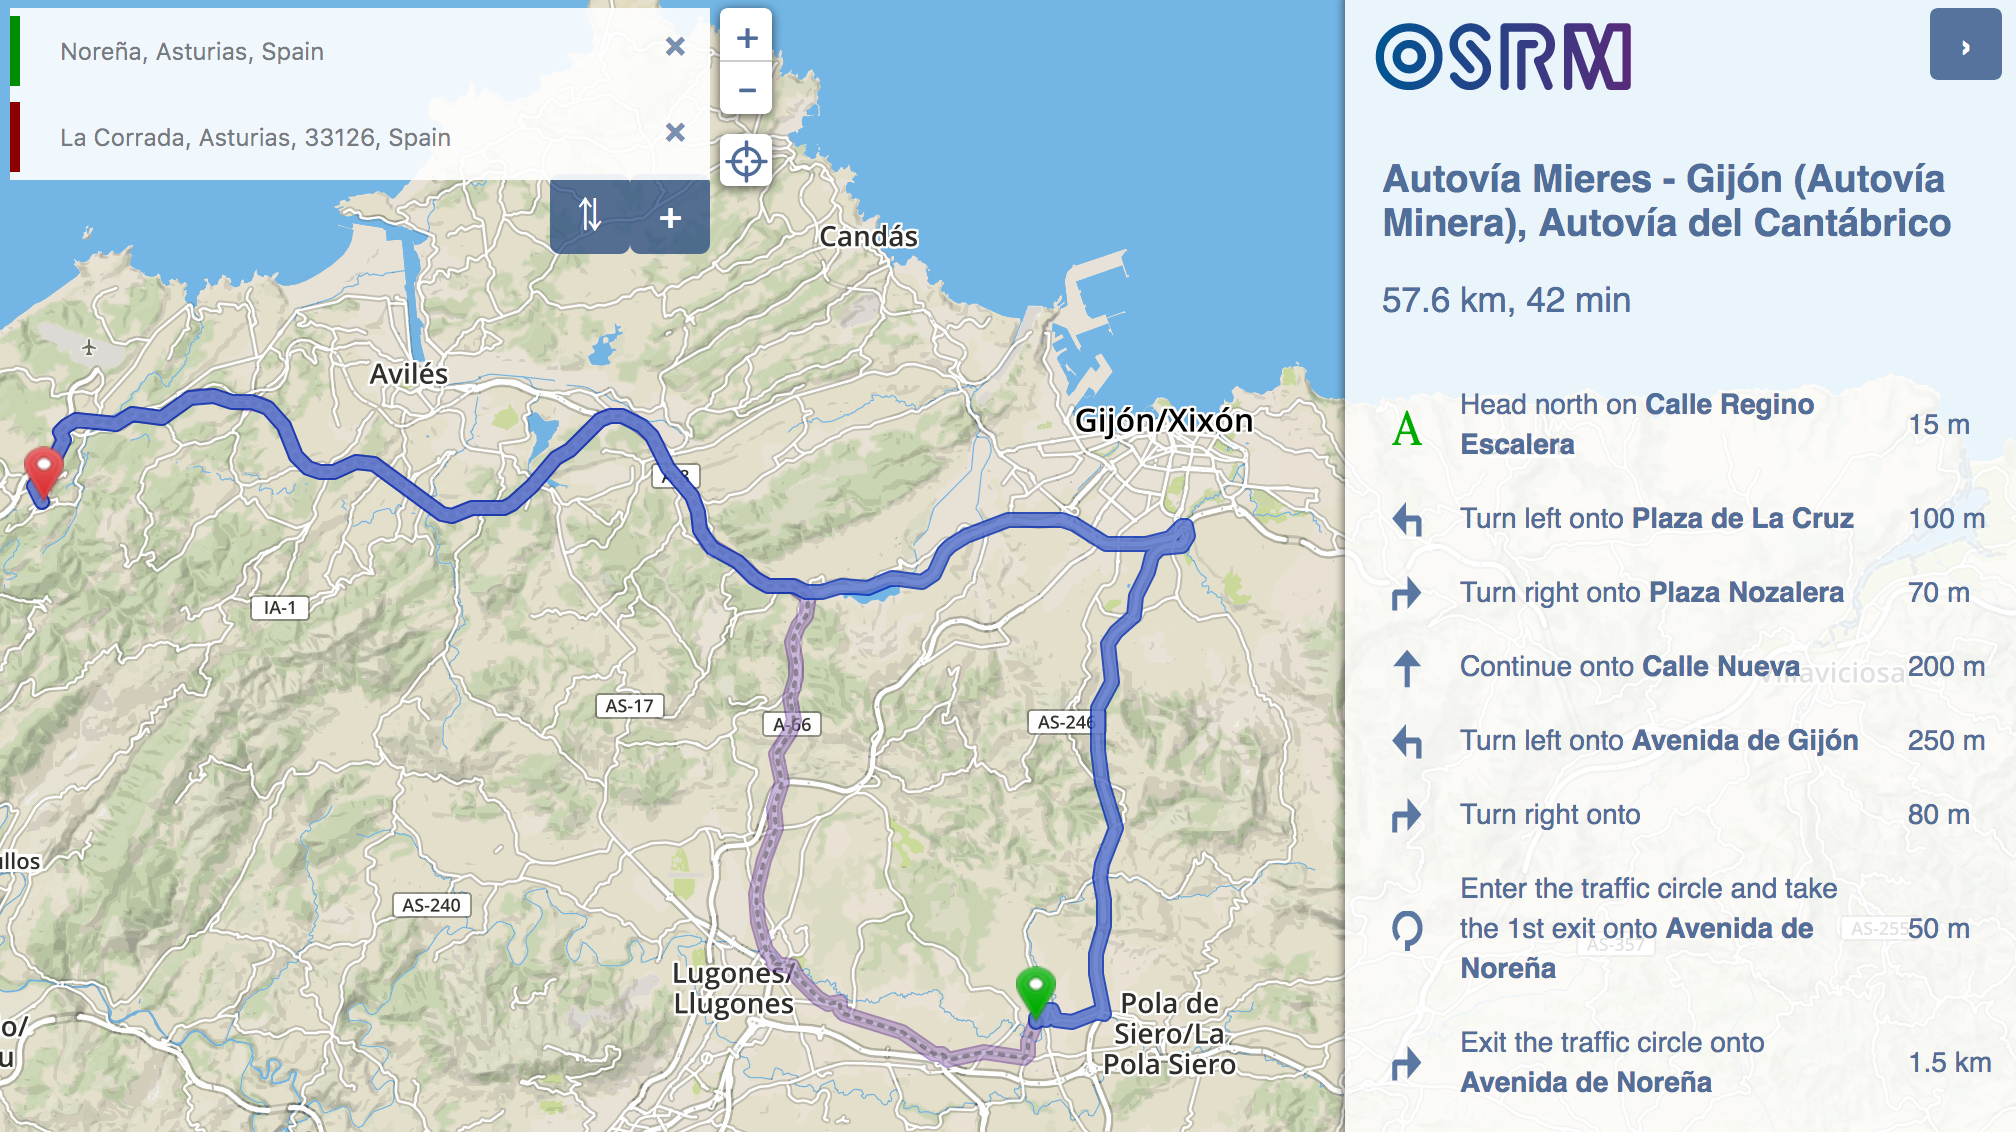 Noreña, Asturias, Spain
La Corrada, Asturias, 33126, Spain
+
−
+
Candás
Avilés
Gijón/Xixón
IA-1
AS-17
A-66
AS-246
AS-240
Lugones/
Llugones
Pola de
Siero/La
Pola Siero
OSRM
Autovía Mieres - Gijón (Autovía
Minera), Autovía del Cantábrico
57.6 km, 42 min
A
Head north on Calle Regino
Escalera
15 m
Turn left onto Plaza de La Cruz
100 m
Turn right onto Plaza Nozalera
70 m
Continue onto Calle Nueva
200 m
Turn left onto Avenida de Gijón
250 m
Turn right onto
80 m
Enter the traffic circle and take
the 1st exit onto Avenida de
Noreña
50 m
Exit the traffic circle onto
Avenida de Noreña
1.5 km
AS-357
AS-255